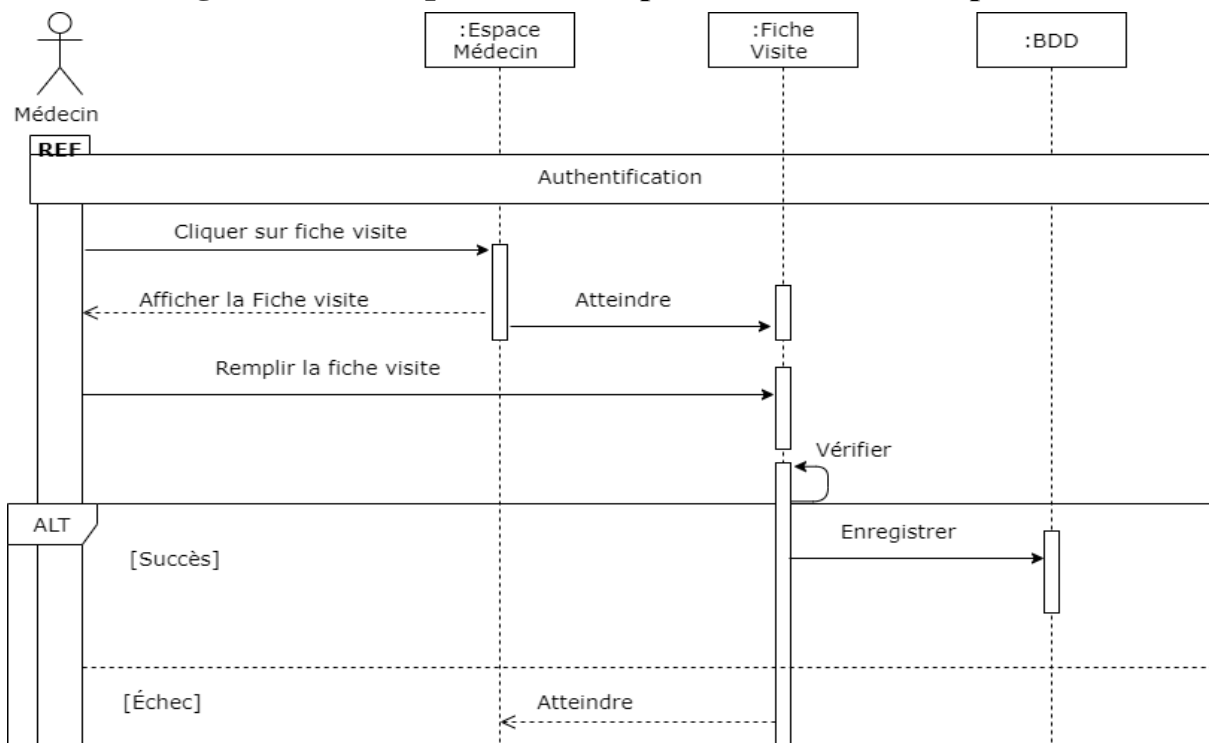 :Espace
Médecin
:Fiche
Visite
:BDD
Médecin
REF
Authentification
Cliquer sur fiche visite
Afficher la Fiche visite
Atteindre
Remplir la fiche visite
Vérifier
ALT
Enregistrer
[Succès]
[Échec]
Atteindre